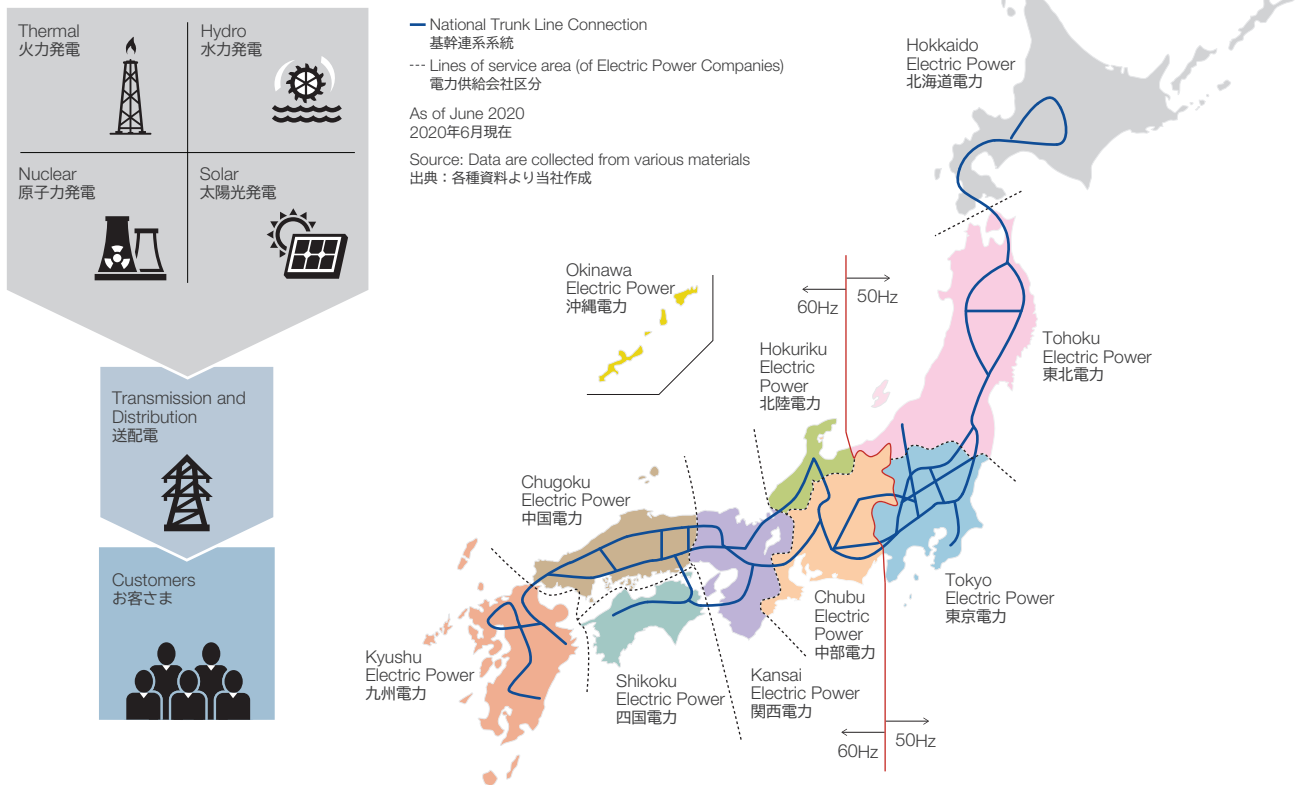 Thermal
火力発電
Hydro
水力発電
Nuclear
原子力発電
Solar
太陽光発電
Transmission and
Distribution
送配電
Customers
お客さま
National Trunk Line Connection
基幹連系系統
Lines of service area (of Electric Power Companies)
電力供給会社区分
As of June 2020
2020年6月現在
Source: Data are collected from various materials
出典：各種資料より当社作成
Hokkaido
Electric Power
北海道電力
Okinawa
Electric Power
沖縄電力
60Hz
50Hz
Hokuriku
Electric
Power
北陸電力
Tohoku
Electric Power
東北電力
Chugoku
Electric Power
中国電力
Tokyo
Electric Power
東京電力
Chubu
Electric
Power
中部電力
Kyushu
Electric Power
九州電力
Shikoku
Electric Power
四国電力
Kansai
Electric Power
関西電力
60Hz
50Hz